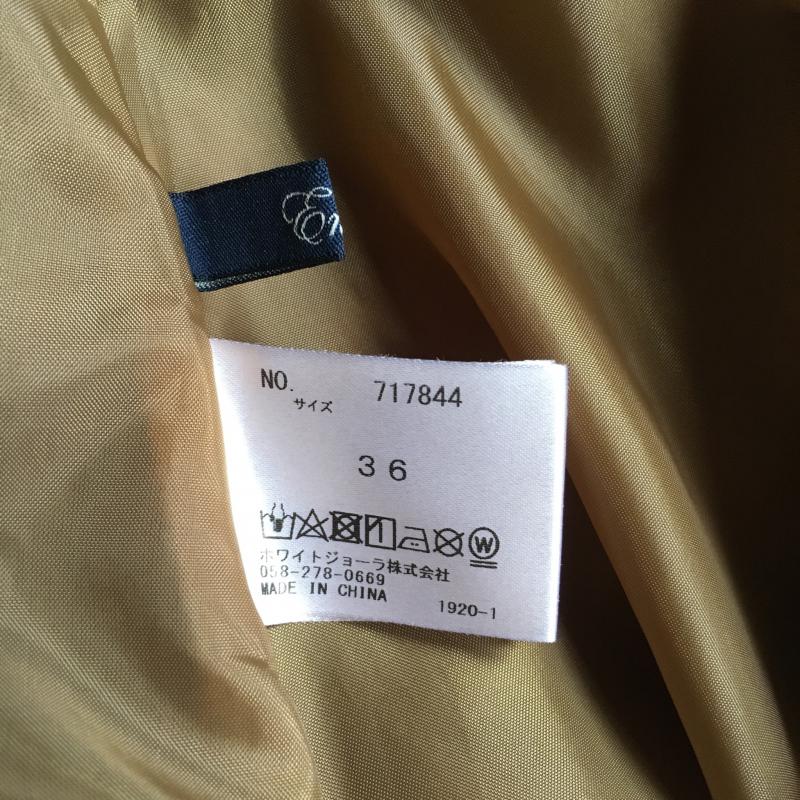 NO. 717844
サイズ
36
W
ホワイトジョーラ株式会社
058-278-0669
MADE IN CHINA
1920-1